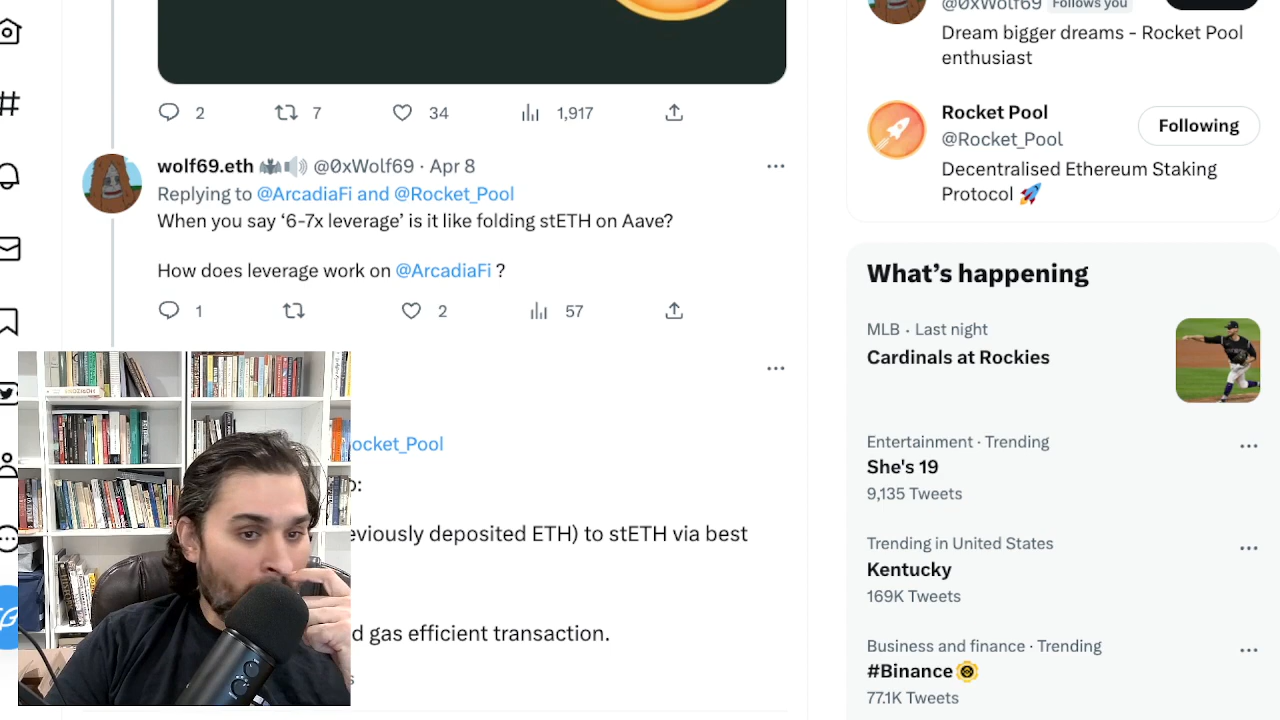 2 7 34 1,917
wolf69.eth 🦇🔊 @0xWolf69 · Apr 8
Replying to @ArcadiaFi and @Rocket_Pool
When you say ‘6-7x leverage’ is it like folding stETH on Aave?
How does leverage work on @ArcadiaFi ?
1 2 57
ocket_Pool
o:
eviously deposited ETH) to stETH via best
d gas efficient transaction.
s
@0xWolf69 Follows you
Dream bigger dreams - Rocket Pool
enthusiast
Rocket Pool
@Rocket_Pool
Following
Decentralised Ethereum Staking
Protocol 🚀
What’s happening
MLB · Last night
Cardinals at Rockies
Entertainment · Trending
She's 19
9,135 Tweets
Trending in United States
Kentucky
169K Tweets
Business and finance · Trending
#Binance
77.1K Tweets